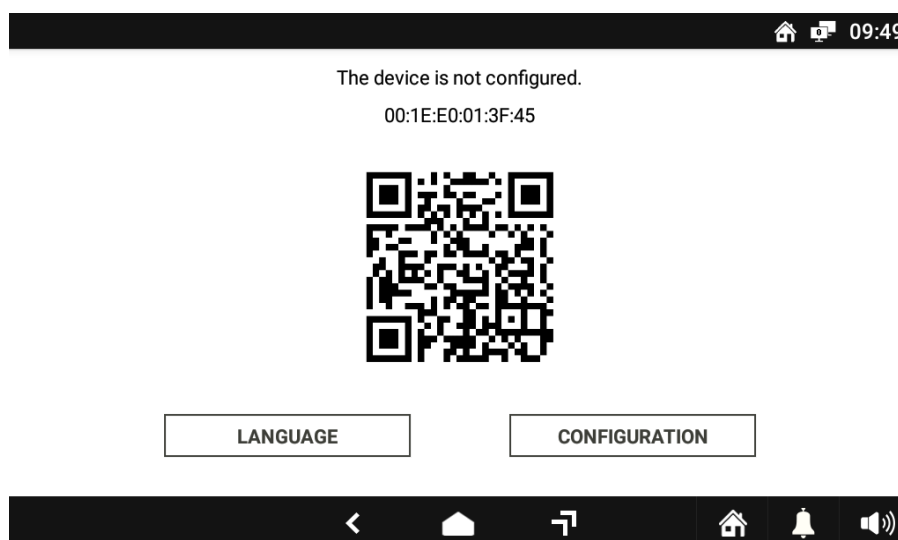 09:49
The device is not configured.
00:1E:E0:01:3F:45
LANGUAGE
CONFIGURATION